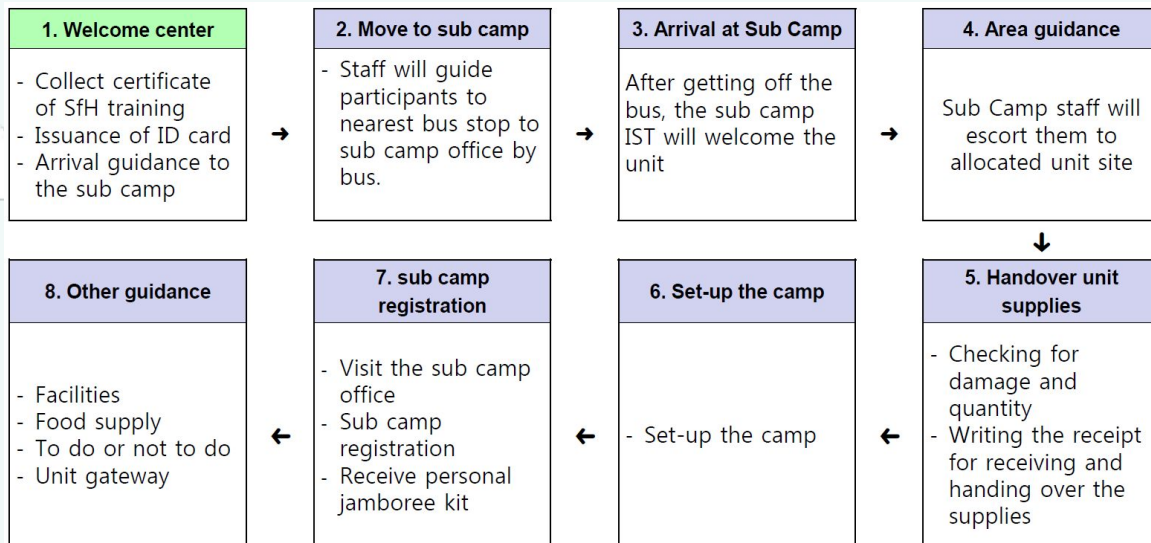 1. Welcome center
- Collect certificate
of SfH training
- Issuance of ID card
- Arrival guidance to
the sub camp
2. Move to sub camp
- Staff will guide
participants to
nearest bus stop to
sub camp office by
bus.
3. Arrival at Sub Camp
After getting off the
bus, the sub camp
IST will welcome the
unit
4. Area guidance
Sub Camp staff will
escort them to
allocated unit site
5. Handover unit
supplies
- Checking for
damage and
quantity
- Writing the receipt
for receiving and
handing over the
supplies
6. Set-up the camp
- Set-up the camp
7. sub camp
registration
- Visit the sub camp
office
- Sub camp
registration
- Receive personal
jamboree kit
8. Other guidance
- Facilities
- Food supply
- To do or not to do
- Unit gateway